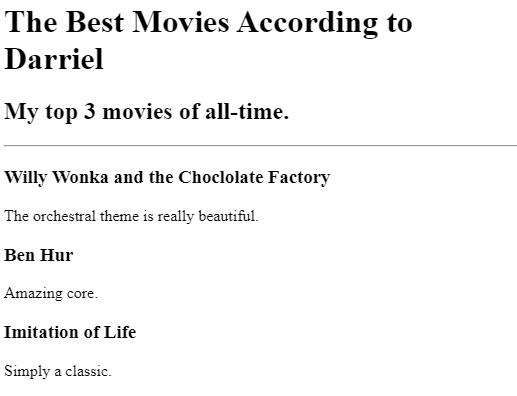 The Best Movies According to
Darriel
My top 3 movies of all-time.
Willy Wonka and the Choclolate Factory
The orchestral theme is really beautiful.
Ben Hur
Amazing core.
Imitation of Life
Simply a classic.